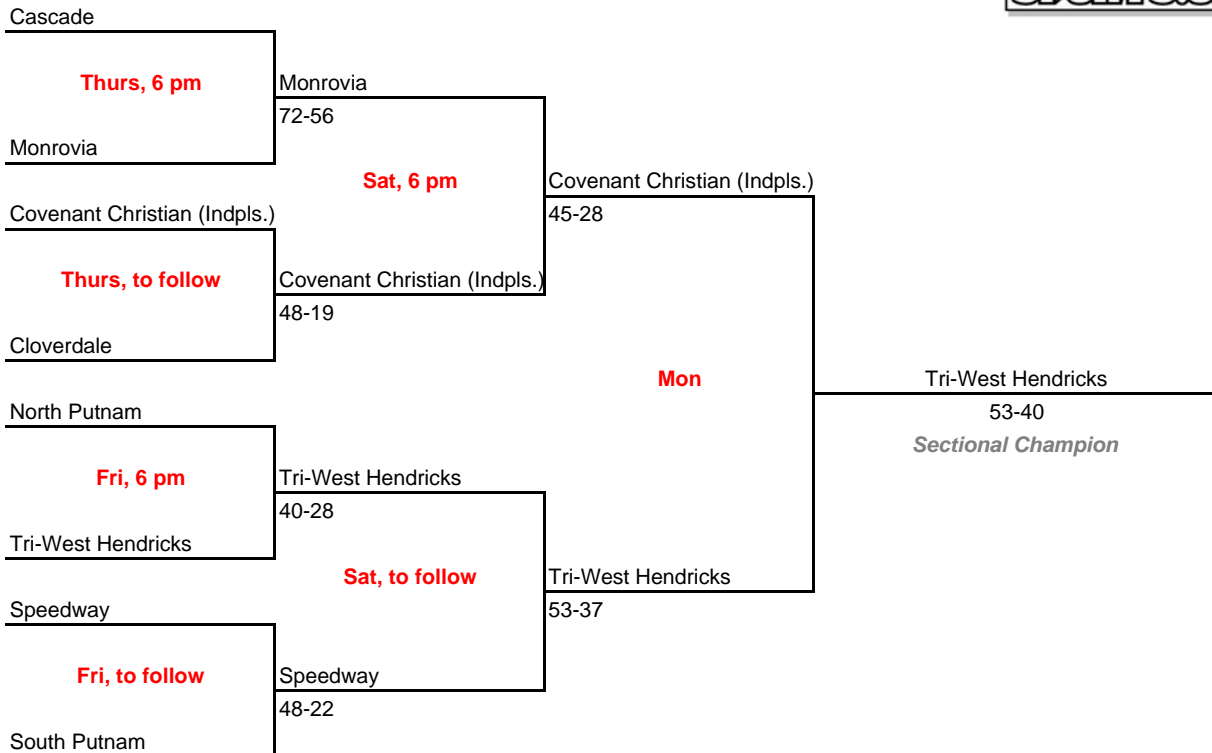 Cascade
Thurs, 6 pm
Monrovia
72-56
Monrovia
Sat, 6 pm
Covenant Christian (Indpls.)
45-28
Covenant Christian (Indpls.)
Thurs, to follow
Covenant Christian (Indpls.)
48-19
Cloverdale
Mon
Tri-West Hendricks
53-40
Sectional Champion
North Putnam
Fri, 6 pm
Tri-West Hendricks
40-28
Tri-West Hendricks
Sat, to follow
Tri-West Hendricks
53-37
Speedway
Fri, to follow
Speedway
48-22
South Putnam